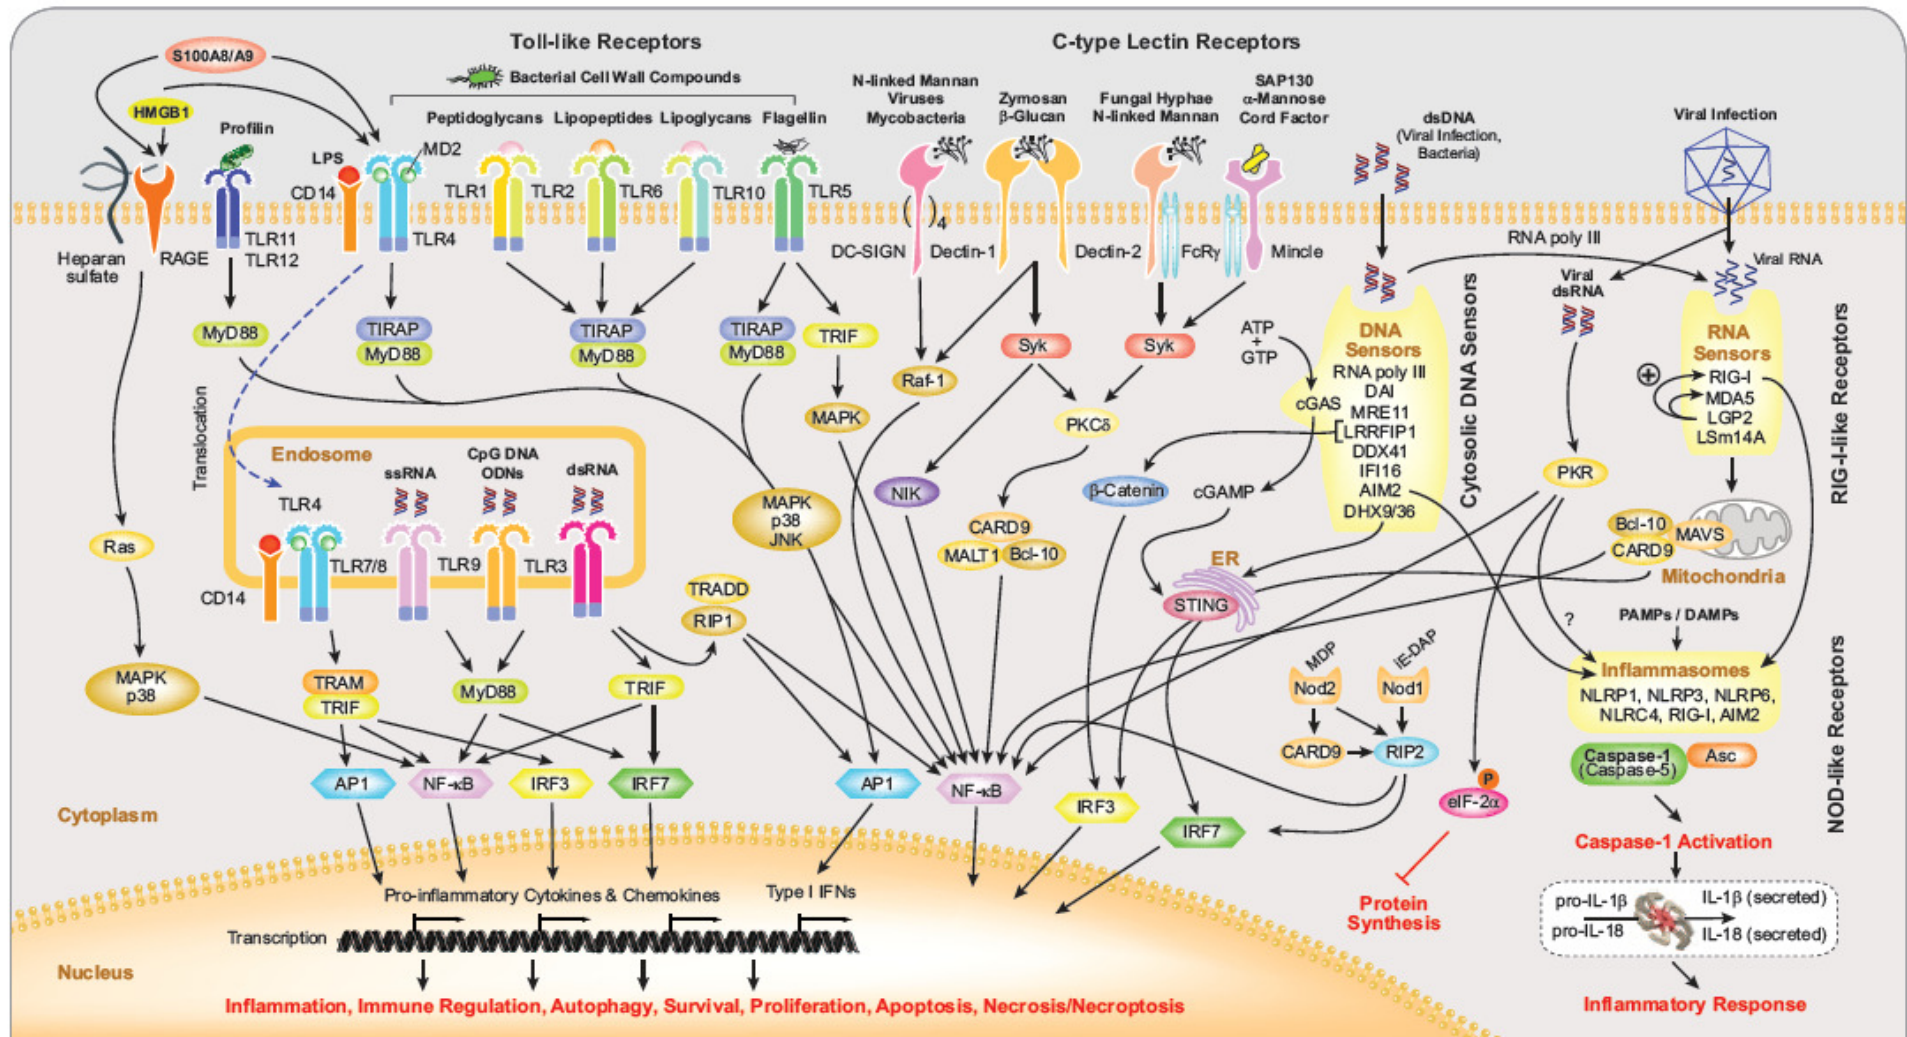 Toll-like Receptors
C-type Lectin Receptors
S100A8/A9
HMGB1
Bacterial Cell Wall Compounds
Peptidoglycans
Lipopeptides
Lipoglycans
Flagellin
Profilin
LPS
MD2
CD14
TLR1
TLR2
TLR6
TLR10
TLR5
TLR4
TLR11
TLR12
Heparan
sulfate
RAGE
N-linked Mannan
Viruses
Mycobacteria
Zymosan
β-Glucan
Fungal Hyphae
N-linked Mannan
SAP130
α-Mannose
Cord Factor
dsDNA
(Viral Infection,
Bacteria)
Viral Infection
( )4
DC-SIGN
Dectin-1
Dectin-2
FcRγ
Mincle
RNA poly III
Viral RNA
Viral
dsRNA
MyD88
TIRAP
MyD88
TIRAP
MyD88
TIRAP
MyD88
TRIF
MAPK
Raf-1
Syk
Syk
PKCδ
ATP
+
GTP
cGAS
cGAMP
DNA
Sensors
RNA poly III
DAI
MRE11
LRRFIP1
DDX41
IFI16
AIM2
DHX9/36
Cytosolic DNA Sensors
RNA
Sensors
RIG-I
MDA5
LGP2
LSm14A
+
RIG-I-like Receptors
Translocation
Endosome
ssRNA
CpG DNA
ODNs
dsRNA
TLR4
CD14
TLR7/8
TLR9
TLR3
MAPK
p38
JNK
NIK
β-Catenin
CARD9
MALT1
Bcl-10
PKR
Bcl-10
CARD9
MAVS
Mitochondria
ER
STING
Ras
MAPK
p38
TRADD
RIP1
TRAM
TRIF
MyD88
TRIF
MDP
iE-DAP
Nod2
Nod1
CARD9
RIP2
?
PAMPs / DAMPs
Inflammasomes
NLRP1, NLRP3, NLRP6,
NLRC4, RIG-I, AIM2
Caspase-1
(Caspase-5)
Asc
NOD-like Receptors
AP1
NF-κB
IRF3
IRF7
AP1
NF-κB
IRF3
IRF7
P
eIF-2α
Cytoplasm
Caspase-1 Activation
Protein
Synthesis
pro-IL-1β
pro-IL-18
IL-1β (secreted)
IL-18 (secreted)
Inflammatory Response
Pro-inflammatory Cytokines & Chemokines
Type I IFNs
Transcription
Nucleus
Inflammation, Immune Regulation, Autophagy, Survival, Proliferation, Apoptosis, Necrosis/Necroptosis